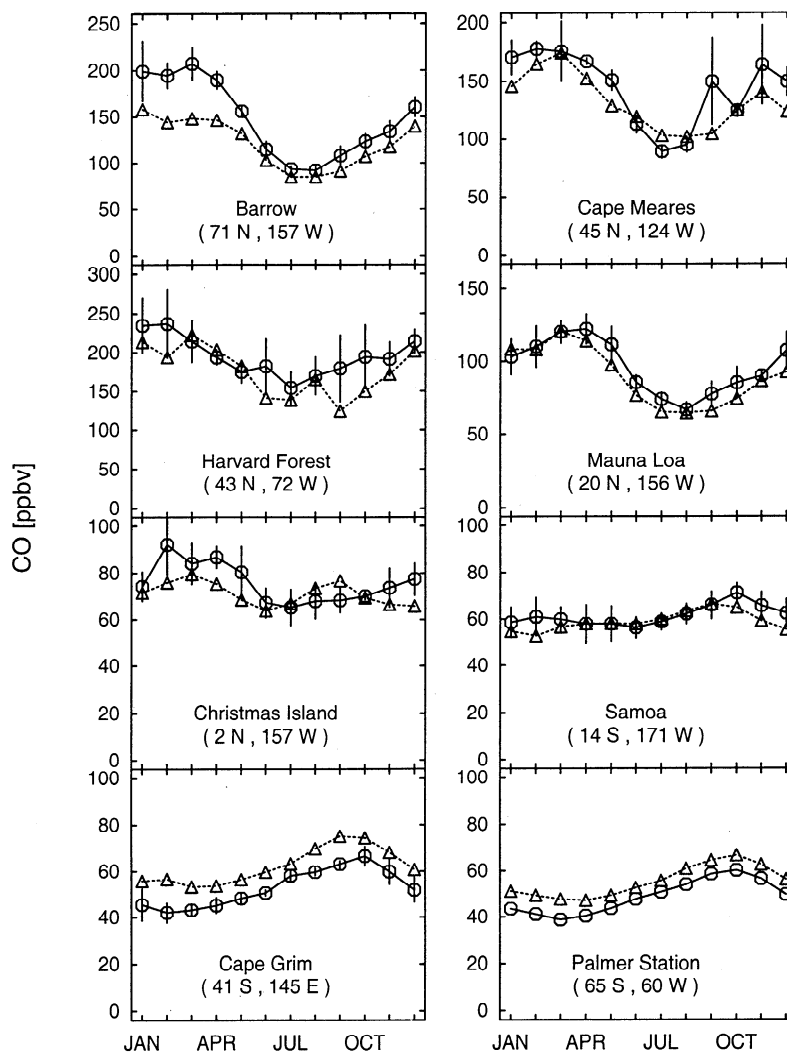 CO [ppbv]
250
200
150
100
50
0
Barrow
( 71 N , 157 W )
200
150
100
50
0
Cape Meares
( 45 N , 124 W )
300
250
200
150
100
50
0
Harvard Forest
( 43 N , 72 W )
150
100
50
0
Mauna Loa
( 20 N , 156 W )
100
80
60
40
20
0
Christmas Island
( 2 N , 157 W )
100
80
60
40
20
0
Samoa
( 14 S , 171 W )
100
80
60
40
20
0
Cape Grim
( 41 S , 145 E )
JAN APR JUL OCT
100
80
60
40
20
0
Palmer Station
( 65 S , 60 W )
JAN APR JUL OCT